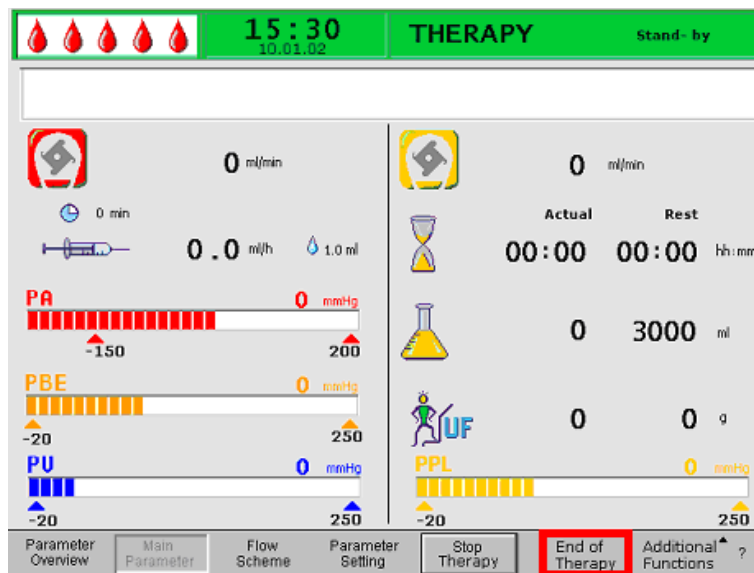 15:30
10.01.02
THERAPY
Stand- by
0 ml/min
0 min
0.0 ml/h 1.0 ml
PA 0 mmHg
-150 200
PBE 0 mmHg
-20 250
PV 0 mmHg
-20 250
0 ml/min
Actual Rest
00:00 00:00 hh:mm
0 3000 ml
UF 0 0 g
PPL 0 mmHg
-20 250
Parameter
Overview
Main
Parameter
Flow
Scheme
Parameter
Setting
Stop
Therapy
End of
Therapy
Additional
Functions
?